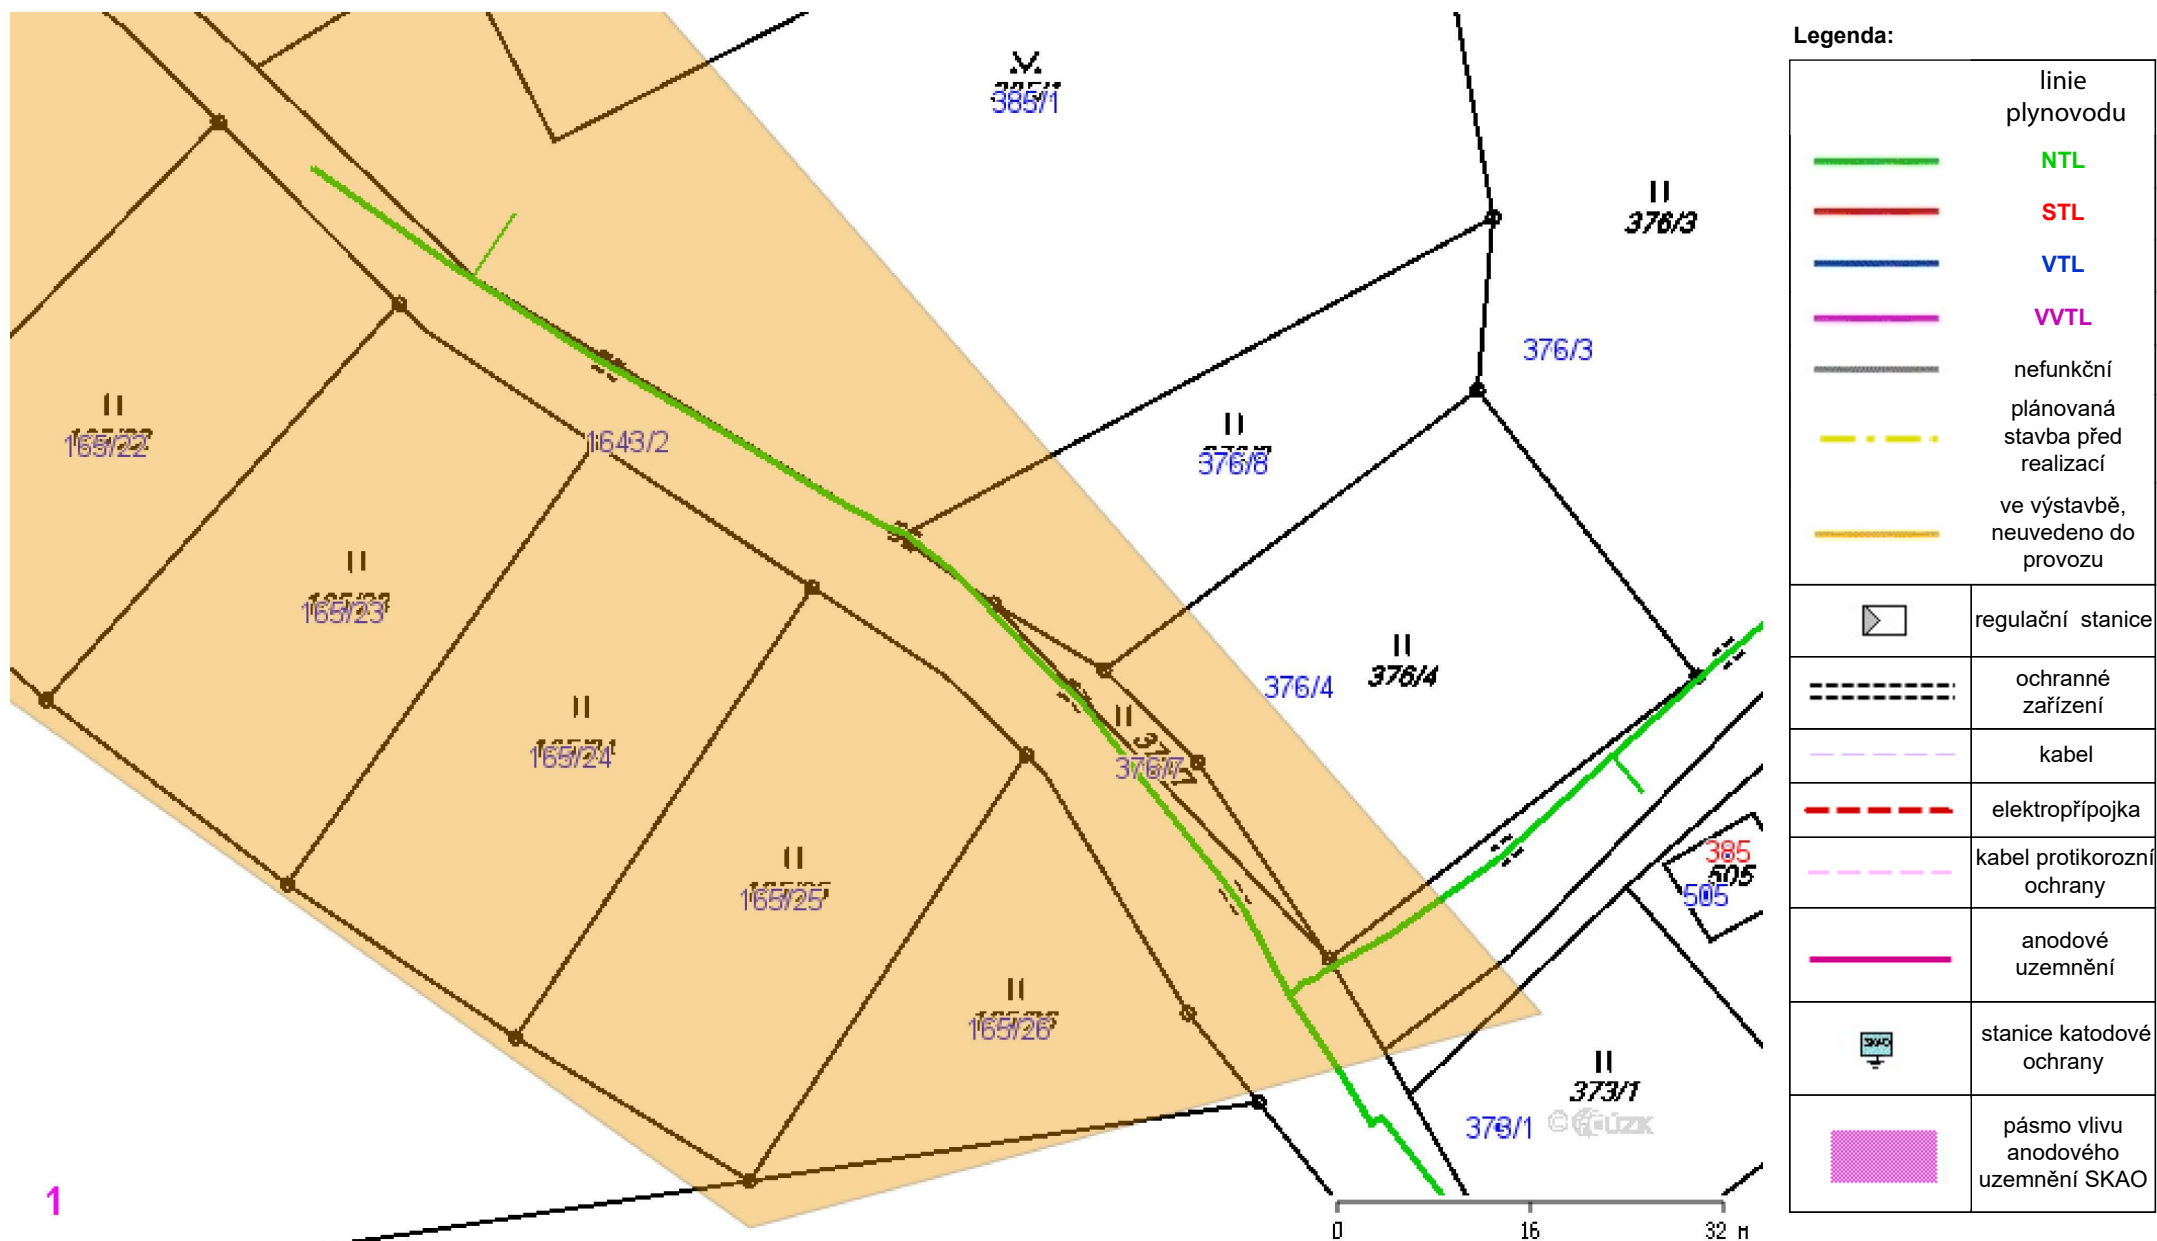 385/1
376/3
376/3
376/8
165/22
1643/2
165/23
376/4
376/4
165/24
376/7
165/25
385
505
505
165/26
373/1
373/1
1
0 16 32 M
Legenda:
linie
plynovodu
NTL
STL
VTL
VVTL
nefunkční
plánovaná
stavba před
realizací
ve výstavbě,
neuvedeno do
provozu
regulační stanice
ochranné
zařízení
kabel
elektropřípojka
kabel protikorozní
ochrany
anodové
uzemnění
SKAO
stanice katodové
ochrany
pásmo vlivu
anodového
uzemnění SKAO